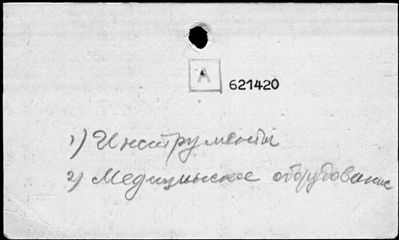 А 621420
1) Инструменты
2) Медицинское оборудование